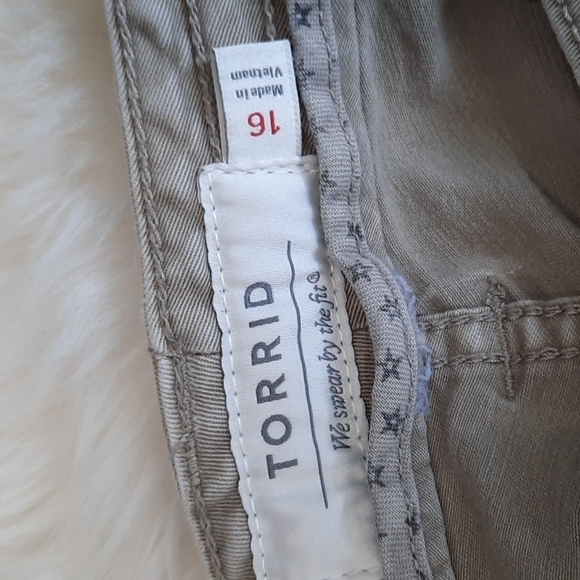 16
Made in
Vietnam
TORRID
We swear by the fit®